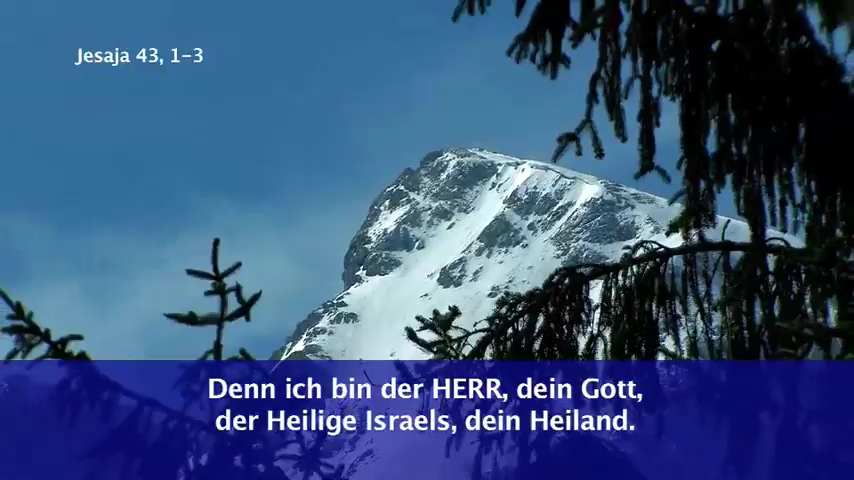 Jesaja 43, 1-3
Denn ich bin der HERR, dein Gott,
der Heilige Israels, dein Heiland.